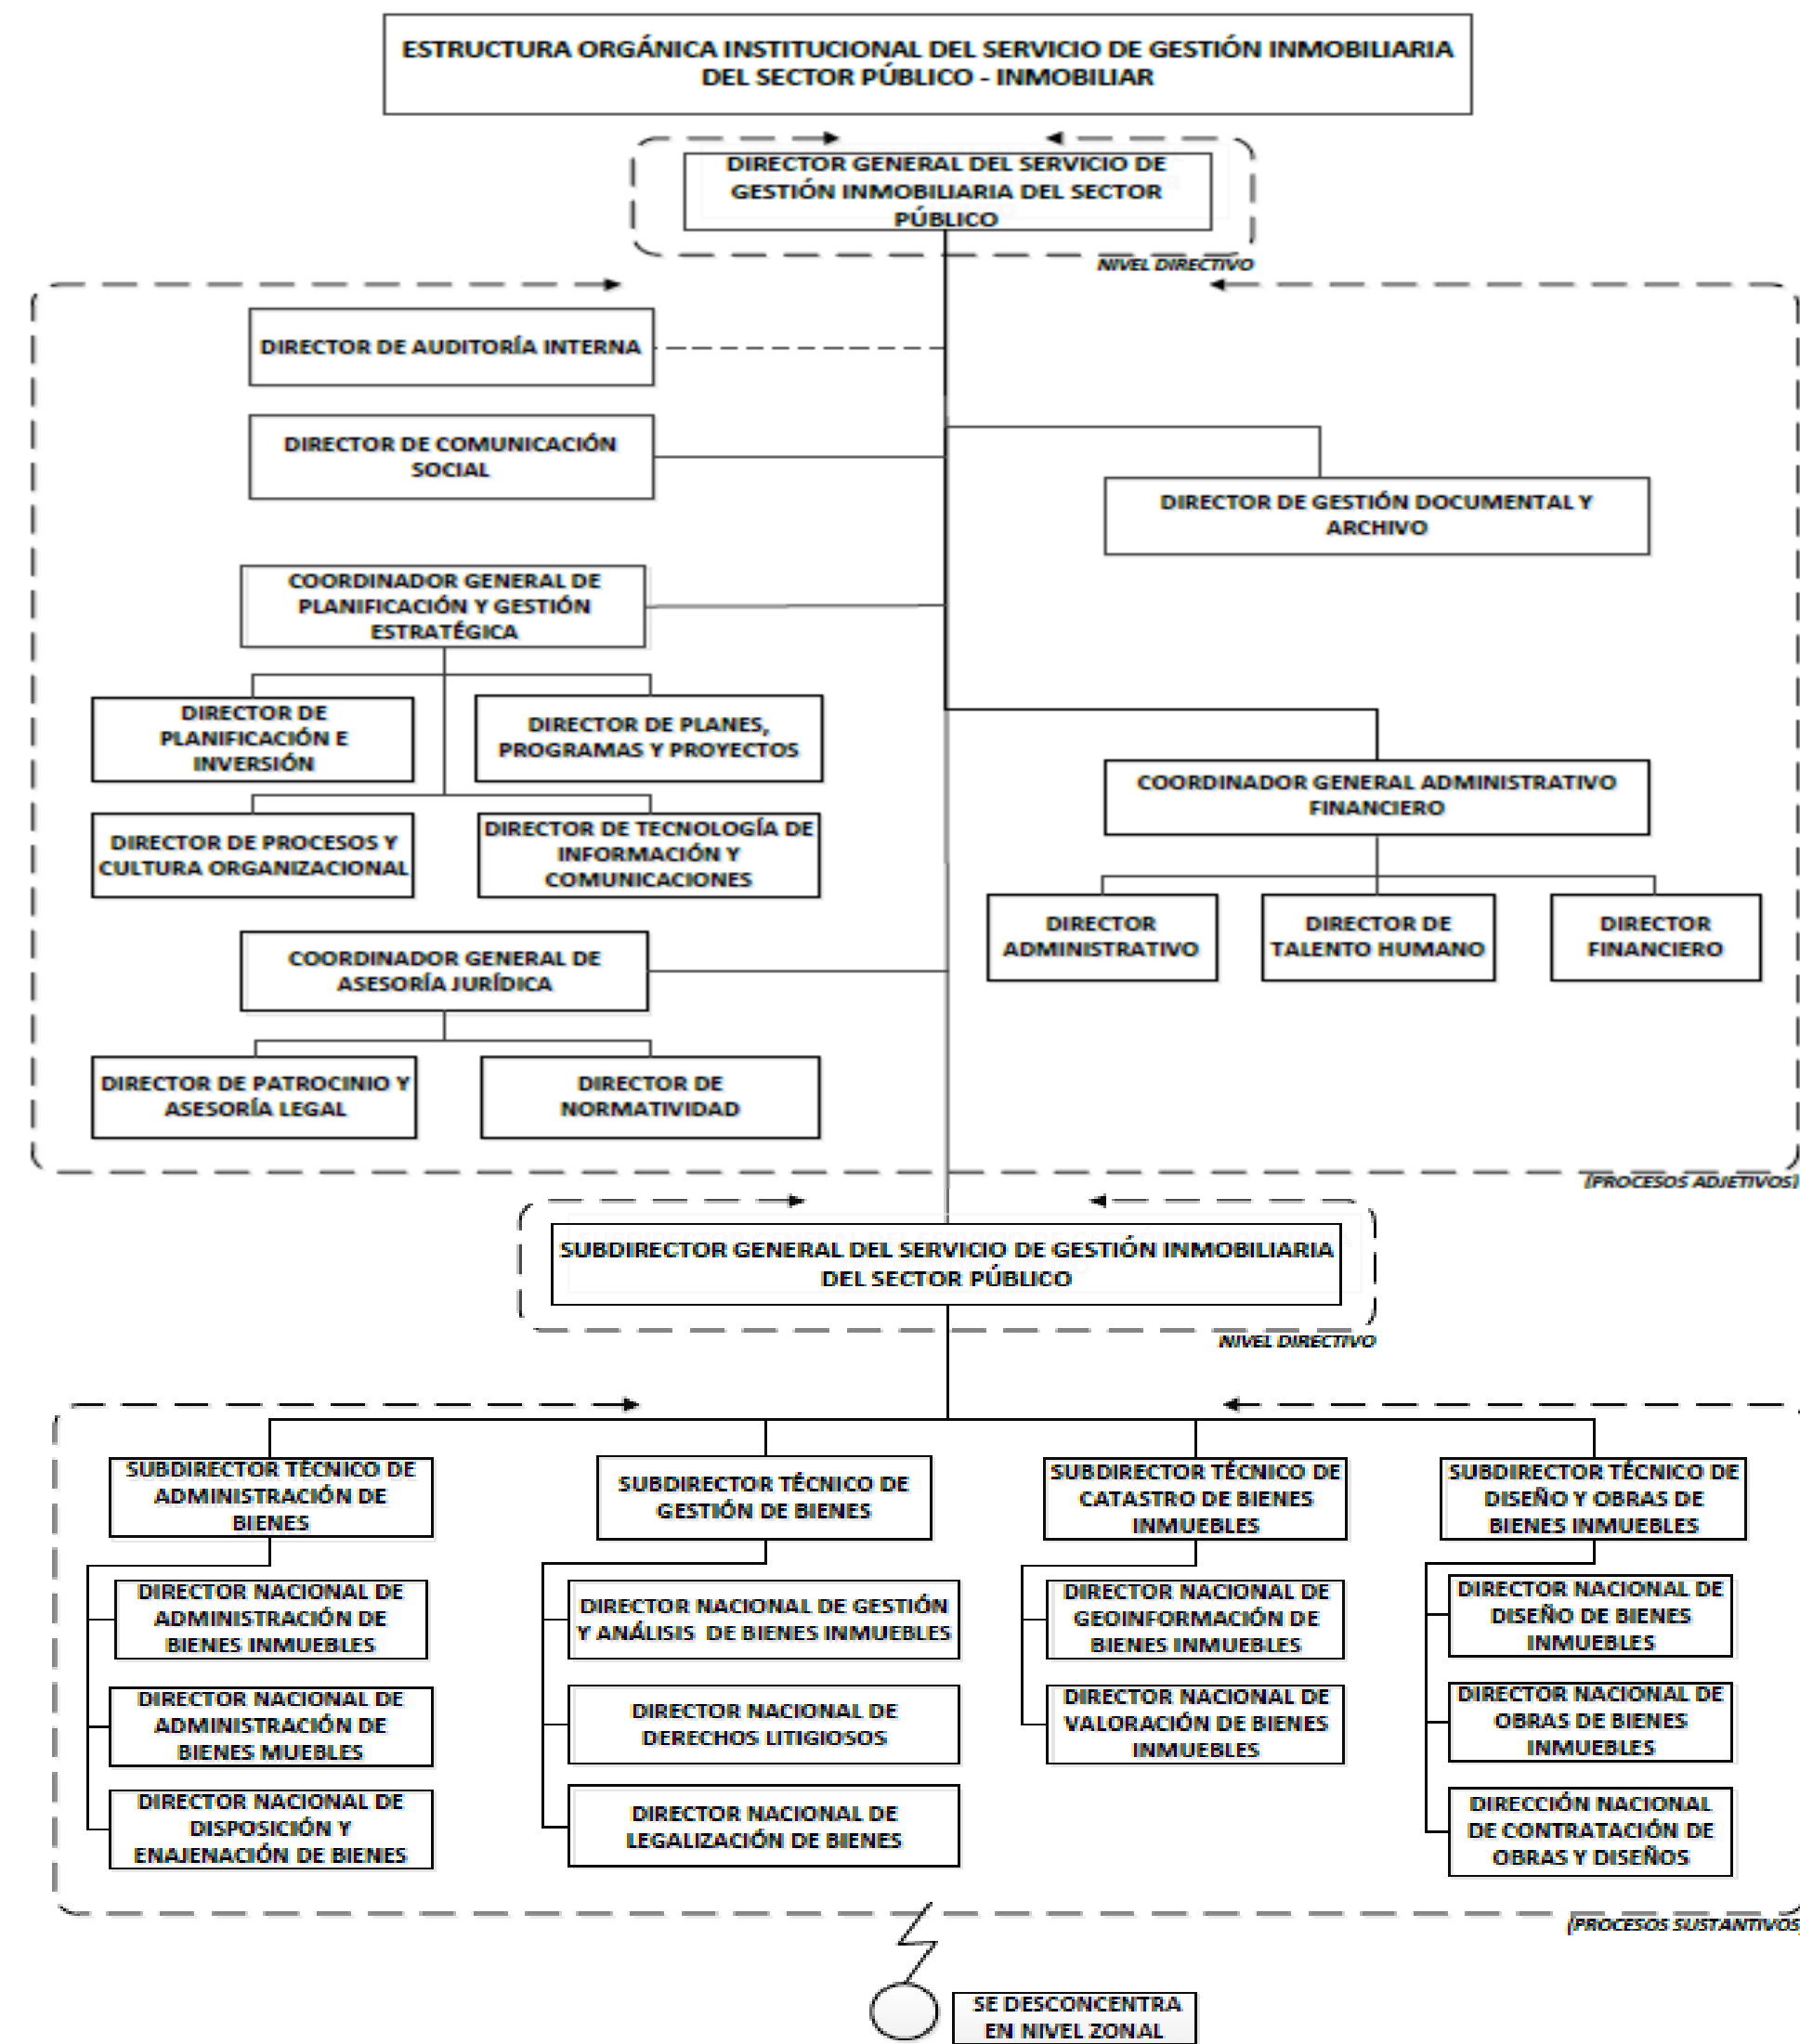 ESTRUCTURA ORGÁNICA INSTITUCIONAL DEL SERVICIO DE GESTIÓN INMOBILIARIA
DEL SECTOR PÚBLICO - INMOBILIAR
DIRECTOR GENERAL DEL SERVICIO DE
GESTIÓN INMOBILIARIA DEL SECTOR
PÚBLICO
NIVEL DIRECTIVO
DIRECTOR DE AUDITORÍA INTERNA
DIRECTOR DE COMUNICACIÓN
SOCIAL
DIRECTOR DE GESTIÓN DOCUMENTAL Y
ARCHIVO
COORDINADOR GENERAL DE
PLANIFICACIÓN Y GESTIÓN
ESTRATÉGICA
DIRECTOR DE
PLANIFICACIÓN E
INVERSIÓN
DIRECTOR DE PLANES,
PROGRAMAS Y PROYECTOS
DIRECTOR DE PROCESOS Y
CULTURA ORGANIZACIONAL
DIRECTOR DE TECNOLOGÍA DE
INFORMACIÓN Y
COMUNICACIONES
COORDINADOR GENERAL ADMINISTRATIVO
FINANCIERO
DIRECTOR
ADMINISTRATIVO
DIRECTOR DE
TALENTO HUMANO
DIRECTOR
FINANCIERO
COORDINADOR GENERAL DE
ASESORÍA JURÍDICA
DIRECTOR DE PATROCINIO Y
ASESORÍA LEGAL
DIRECTOR DE
NORMATIVIDAD
(PROCESOS ADJETIVOS)
SUBDIRECTOR GENERAL DEL SERVICIO DE GESTIÓN INMOBILIARIA
DEL SECTOR PÚBLICO
NIVEL DIRECTIVO
SUBDIRECTOR TÉCNICO DE
ADMINISTRACIÓN DE
BIENES
DIRECTOR NACIONAL DE
ADMINISTRACIÓN DE
BIENES INMUEBLES
DIRECTOR NACIONAL DE
ADMINISTRACIÓN DE
BIENES MUEBLES
DIRECTOR NACIONAL DE
DISPOSICIÓN Y
ENAJENACIÓN DE BIENES
SUBDIRECTOR TÉCNICO DE
GESTIÓN DE BIENES
DIRECTOR NACIONAL DE GESTIÓN
Y ANÁLISIS DE BIENES INMUEBLES
DIRECTOR NACIONAL DE
DERECHOS LITIGIOSOS
DIRECTOR NACIONAL DE
LEGALIZACIÓN DE BIENES
SUBDIRECTOR TÉCNICO DE
CATASTRO DE BIENES
INMUEBLES
DIRECTOR NACIONAL DE
GEOINFORMACIÓN DE
BIENES INMUEBLES
DIRECTOR NACIONAL DE
VALORACIÓN DE BIENES
INMUEBLES
SUBDIRECTOR TÉCNICO DE
DISEÑO Y OBRAS DE
BIENES INMUEBLES
DIRECTOR NACIONAL DE
DISEÑO DE BIENES
INMUEBLES
DIRECTOR NACIONAL DE
OBRAS DE BIENES
INMUEBLES
DIRECCIÓN NACIONAL
DE CONTRATACIÓN DE
OBRAS Y DISEÑOS
(PROCESOS SUSTANTIVOS
SE DESCONCENTRA
EN NIVEL ZONAL